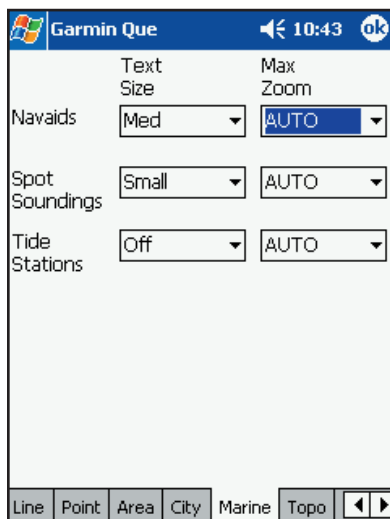 Garmin Que 10:43 ok
Text Size Max Zoom
Navaids Med AUTO
Spot Soundings Small AUTO
Tide Stations Off AUTO
Line Point Area City Marine Topo